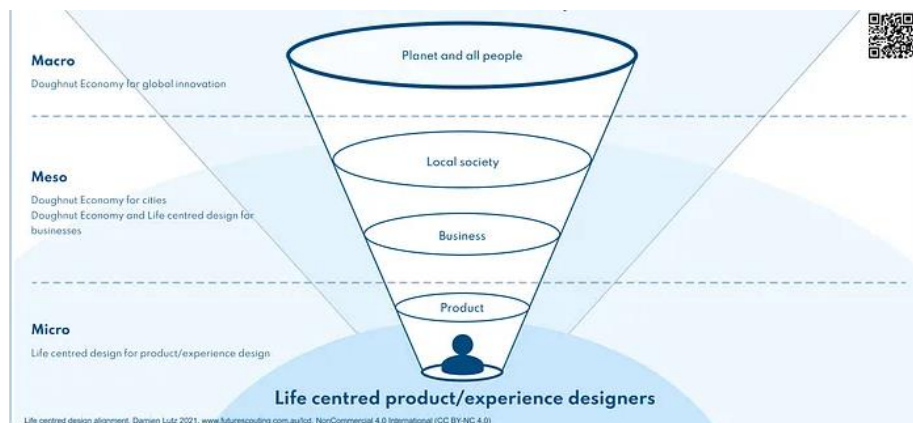 Macro
Doughnut Economy for global innovation
Planet and all people
Meso
Doughnut Economy for cities
Doughnut Economy and Life centred design for
businesses
Local society
Business
Micro
Life centred design for product/experience design
Product
Life centred product/experience designers
Life centred design alignment, Damien Lutz 2021, www.futurescouting.com.au/lcd, NonCommercial 4.0 International (CC BY-NC 4.0)